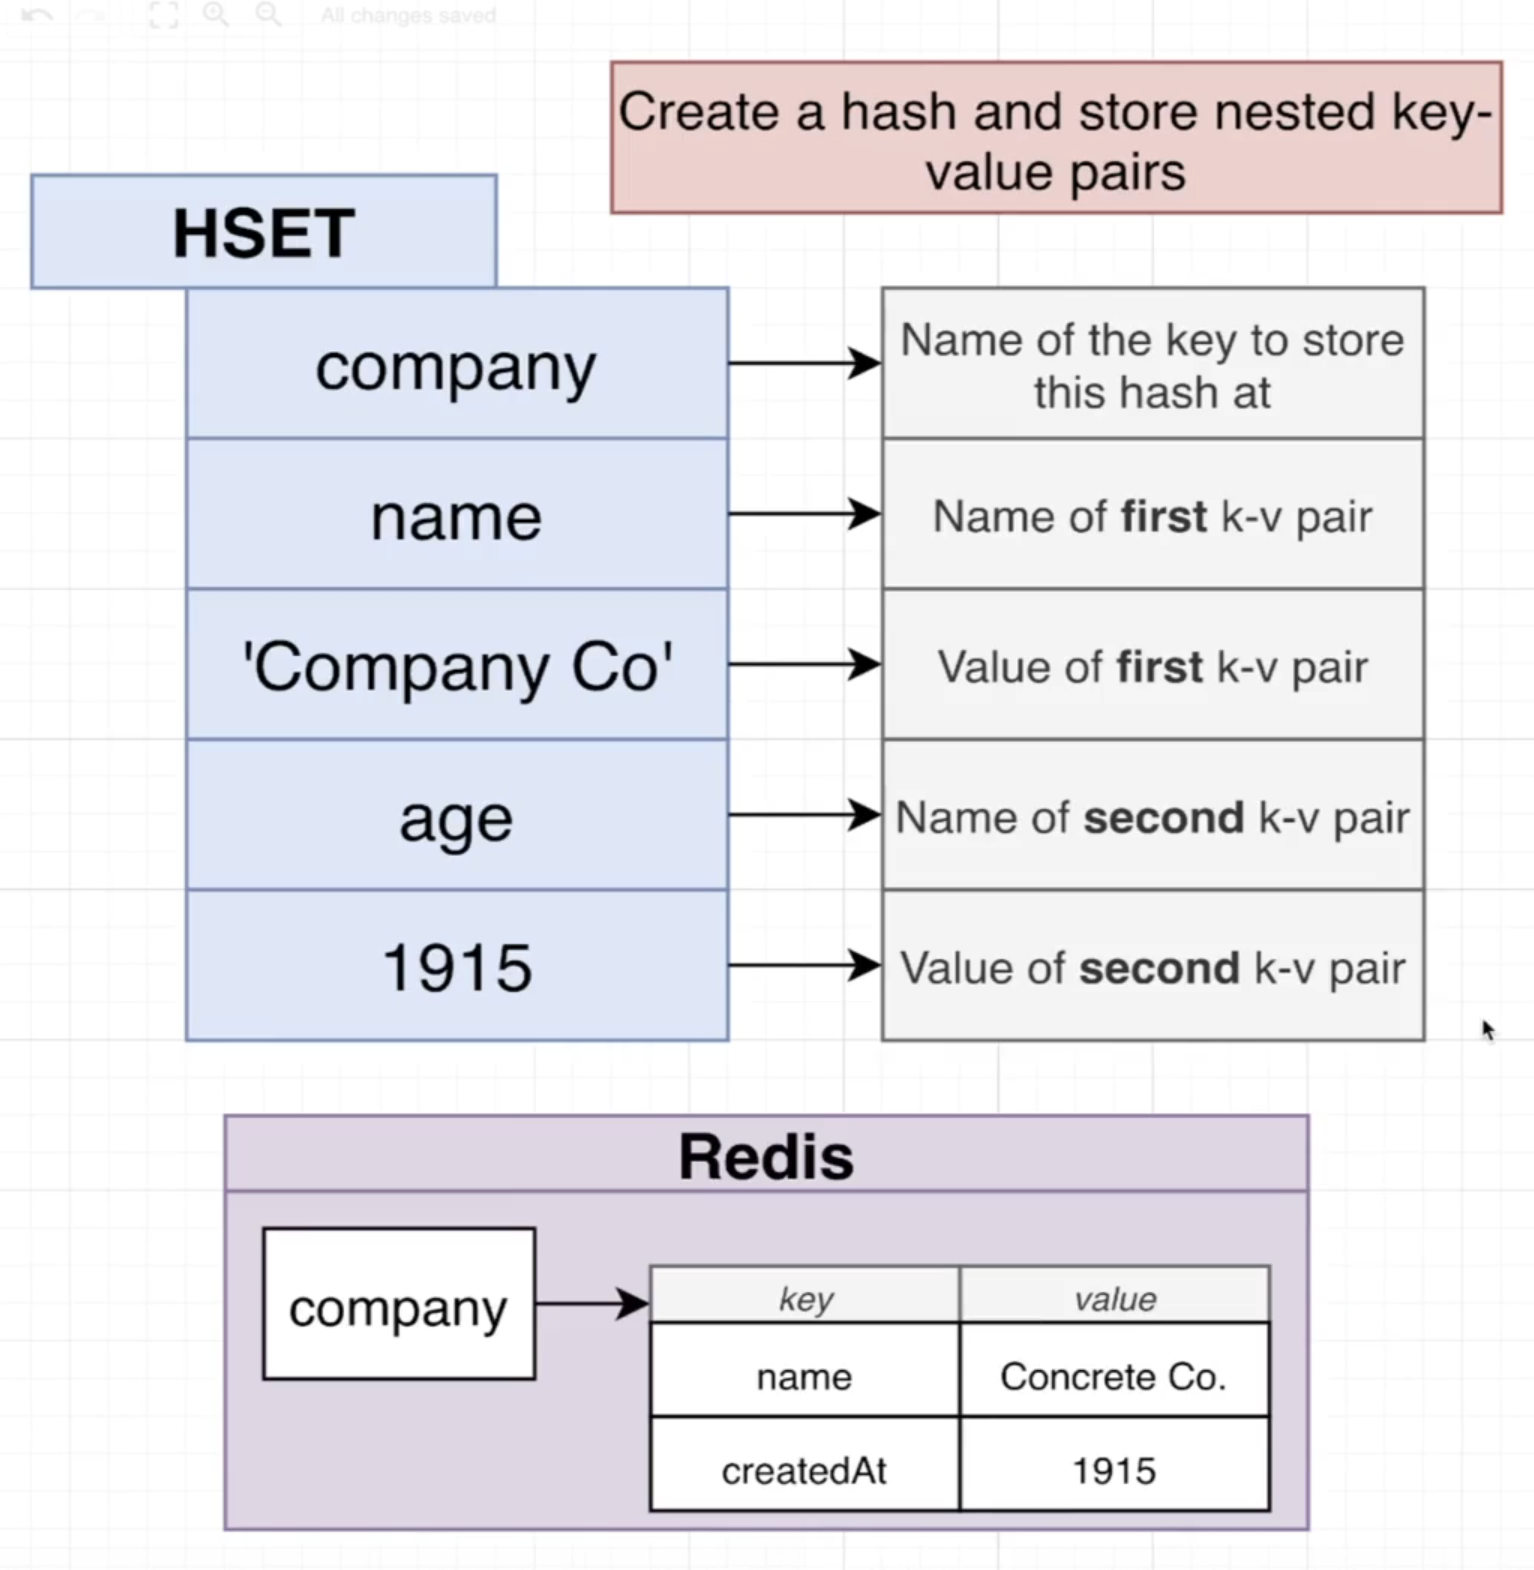 All changes saved
Create a hash and store nested key-
value pairs
HSET
company
Name of the key to store
this hash at
name
Name of first k-v pair
'Company Co'
Value of first k-v pair
age
Name of second k-v pair
1915
Value of second k-v pair
Redis
company
key value
name Concrete Co.
createdAt 1915